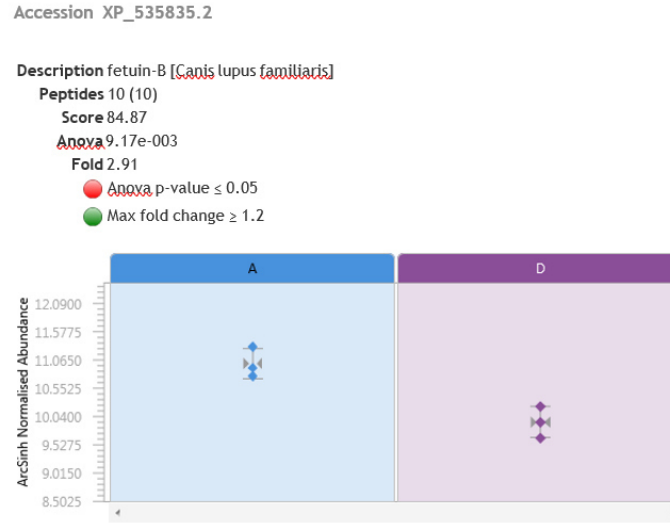 Accession XP_535835.2
Description fetuin-B [Canis lupus familiaris]
Peptides 10 (10)
Score 84.87
Anova 9.17e-003
Fold 2.91
Anova p-value ≤ 0.05
Max fold change ≥ 1.2
A
D
ArcSinh Normalised Abundance
12.0900
11.5775
11.0650
10.5525
10.0400
9.5275
9.0150
8.5025